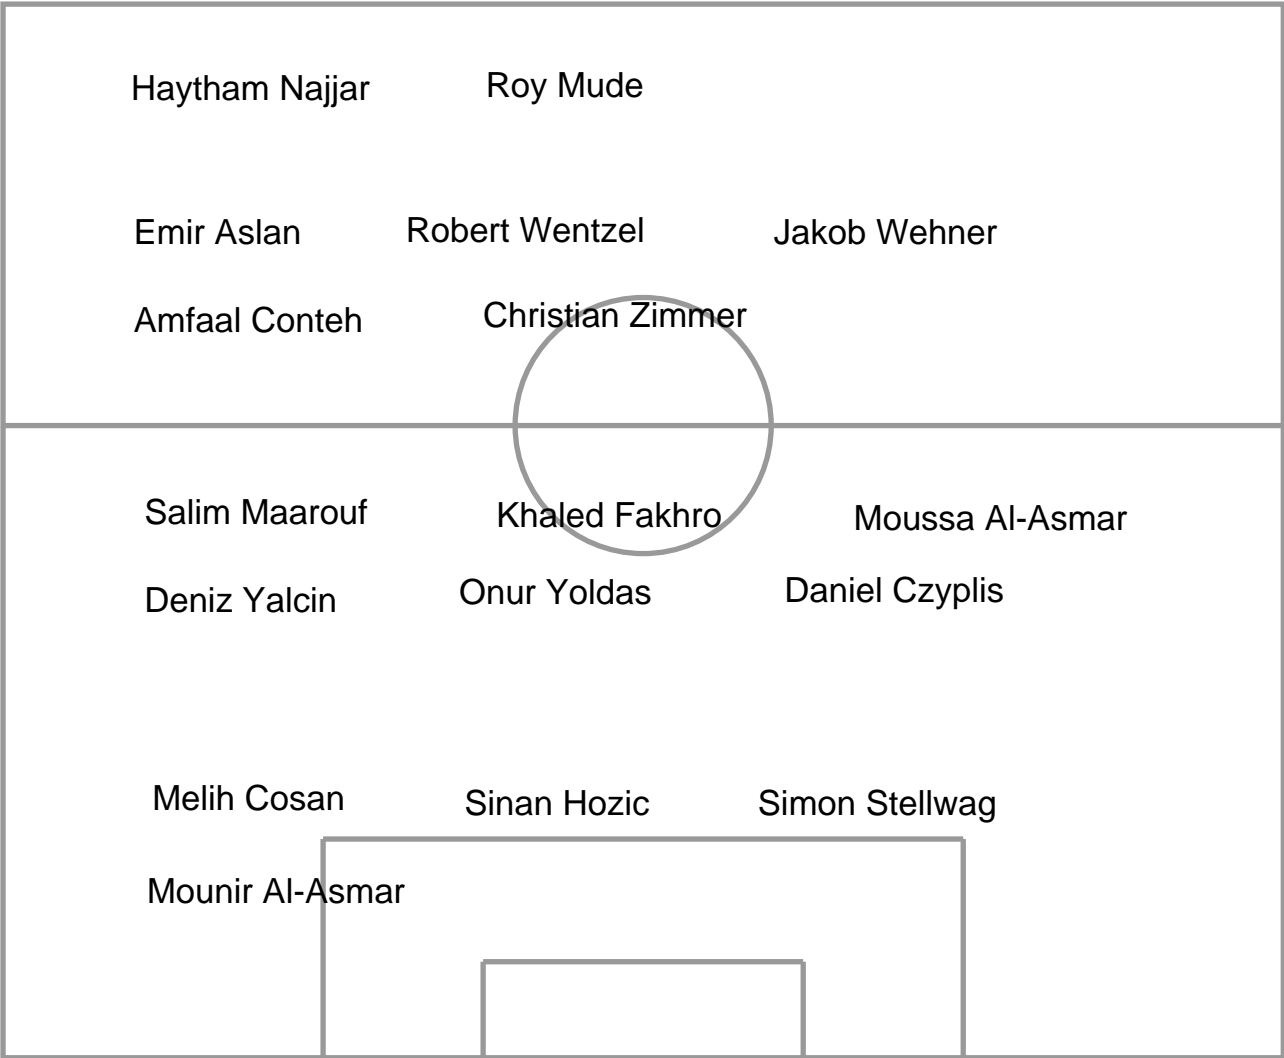 Haytham Najjar Roy Mude
Emir Aslan Robert Wentzel Jakob Wehner
Amfaal Conteh Christian Zimmer
Salim Maarouf Khaled Fakhro Moussa Al-Asmar
Deniz Yalcin Onur Yoldas Daniel Czyplis
Melih Cosan Sinan Hozic Simon Stellwag
Mounir Al-Asmar